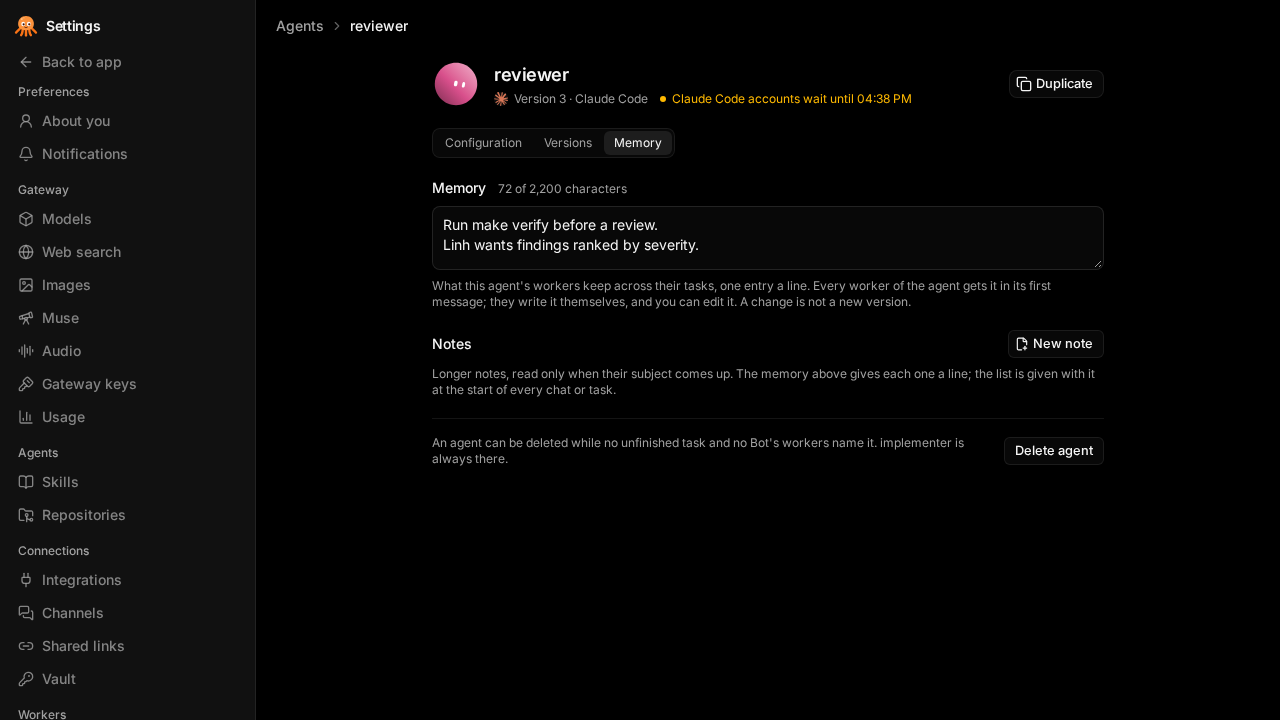 Settings
Back to app
Preferences
About you
Notifications
Gateway
Models
Web search
Images
Muse
Audio
Gateway keys
Usage
Agents
Skills
Repositories
Connections
Integrations
Channels
Shared links
Vault
Workers
Agents
reviewer
reviewer
Version 3 · Claude Code
Claude Code accounts wait until 04:38 PM
Duplicate
Configuration
Versions
Memory
Memory
72 of 2,200 characters
Run make verify before a review.
Linh wants findings ranked by severity.
What this agent's workers keep across their tasks, one entry a line. Every worker of the agent gets it in its first
message; they write it themselves, and you can edit it. A change is not a new version.
Notes
New note
Longer notes, read only when their subject comes up. The memory above gives each one a line; the list is given with it
at the start of every chat or task.
An agent can be deleted while no unfinished task and no Bot's workers name it. implementer is
always there.
Delete agent